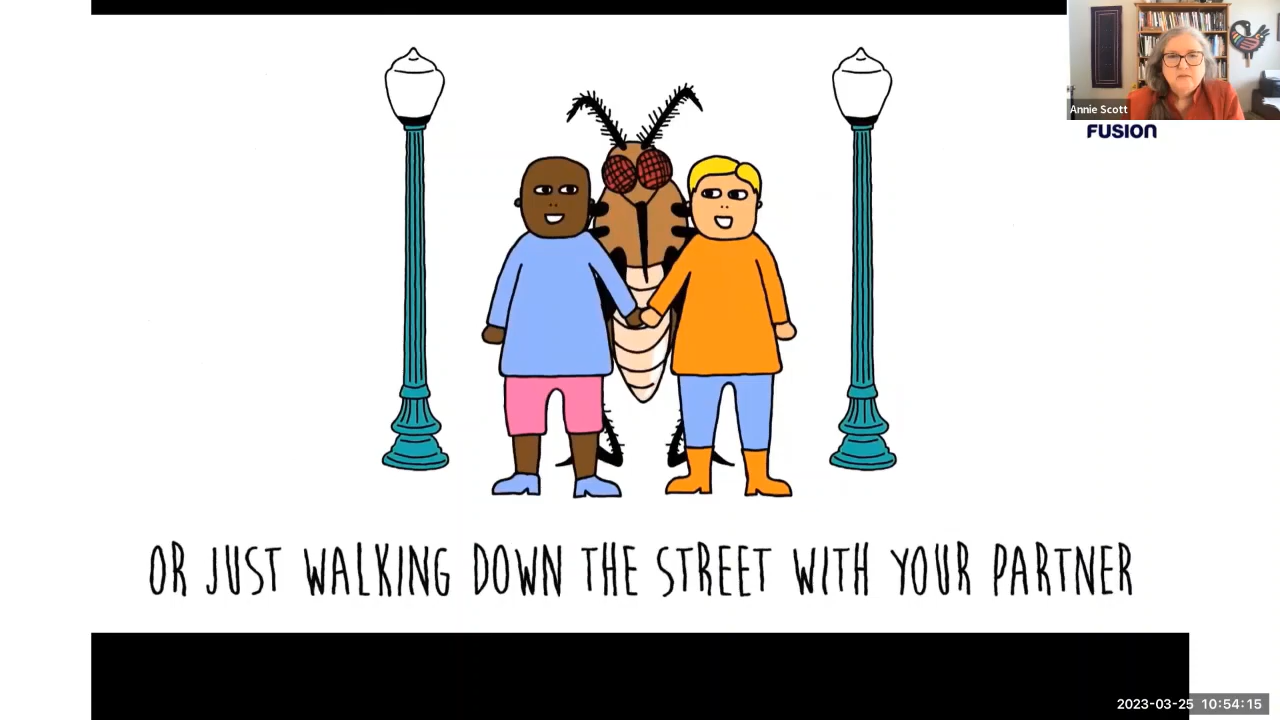 Annie Scott
FUSION
OR JUST WALKING DOWN THE STREET WITH YOUR PARTNER
2023-03-25 10:54:15